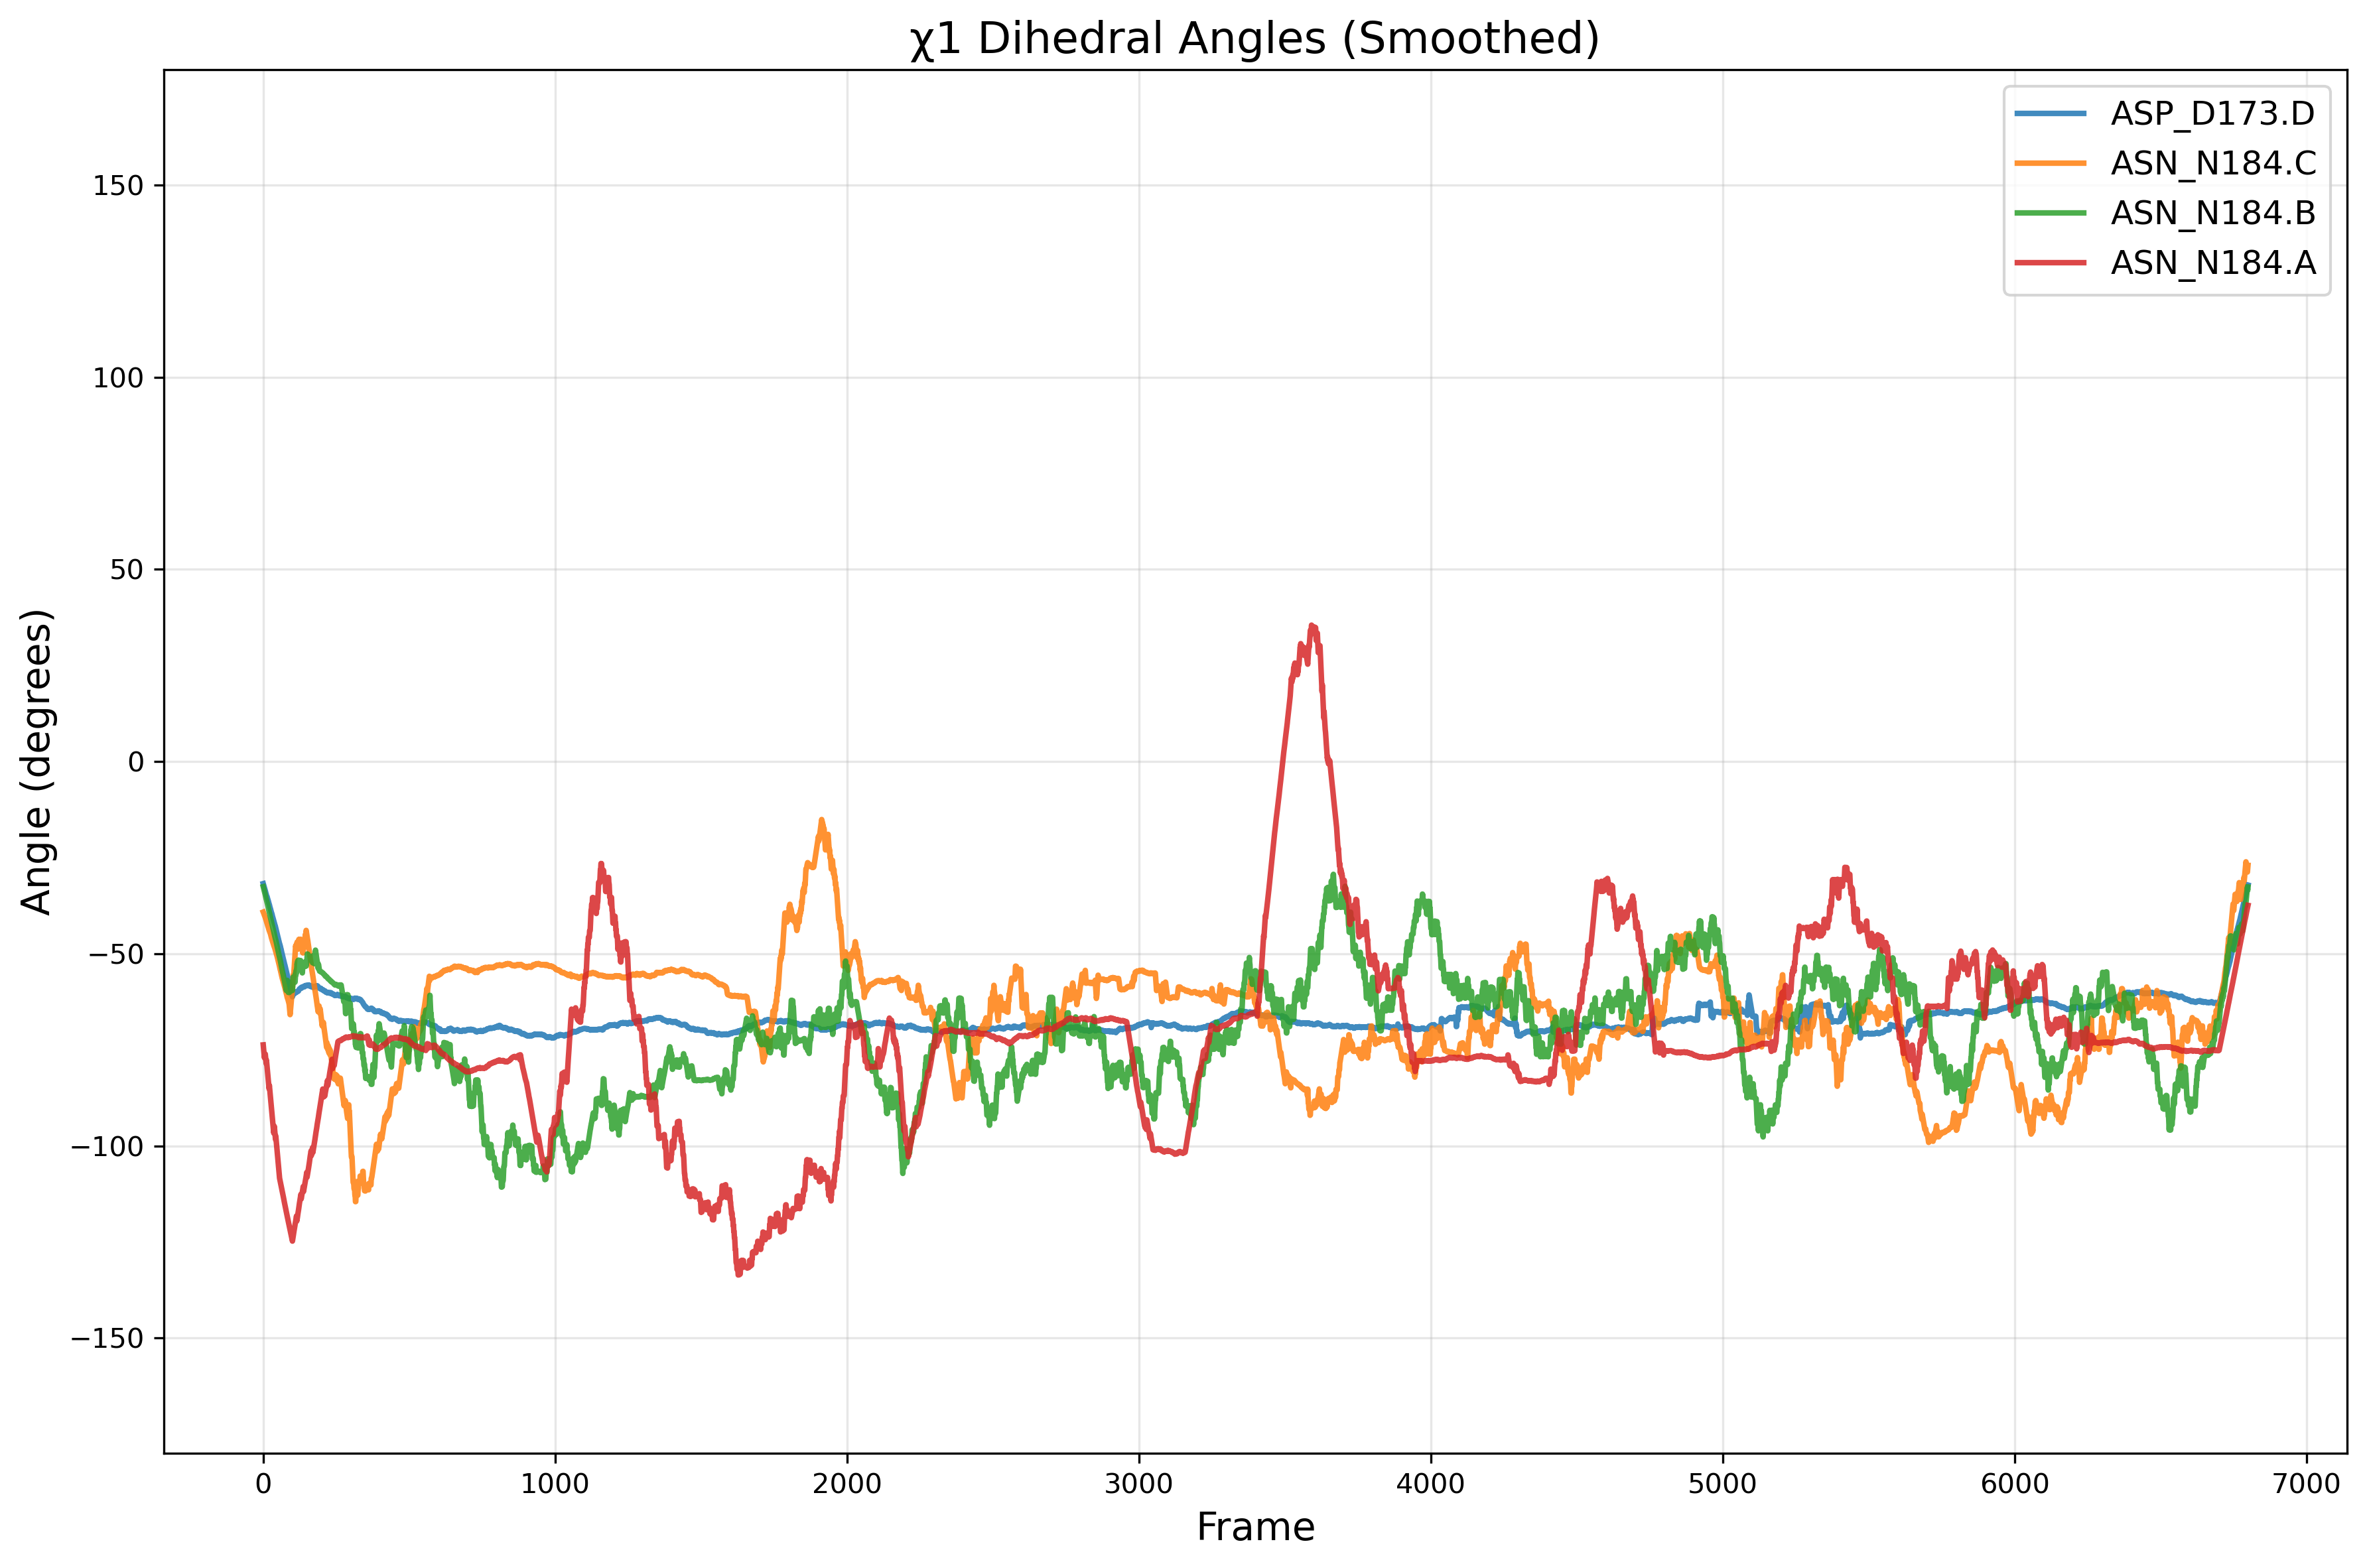 χ1 Dihedral Angles (Smoothed)
ASP_D173.D
ASN_N184.C
ASN_N184.B
ASN_N184.A
150
100
50
0
−50
−100
−150
Angle (degrees)
0 1000 2000 3000 4000 5000 6000 7000
Frame